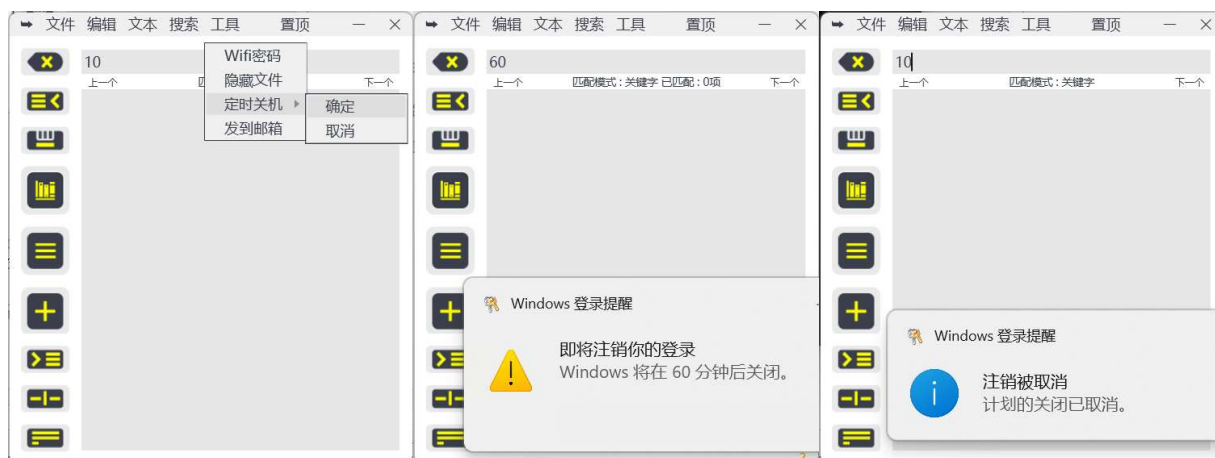 文件 编辑 文本 搜索 工具 置顶
10
上一个 匹 下一个
Wifi密码
隐藏文件
定时关机
发到邮箱
确定
取消
文件 编辑 文本 搜索 工具 置顶
60
上一个 匹配模式:关键字 已匹配:0项 下一个
Windows 登录提醒
即将注销你的登录
Windows 将在 60 分钟后关闭。
文件 编辑 文本 搜索 工具 置顶
10
上一个 匹配模式:关键字 下一个
Windows 登录提醒
注销被取消
计划的关闭已取消。